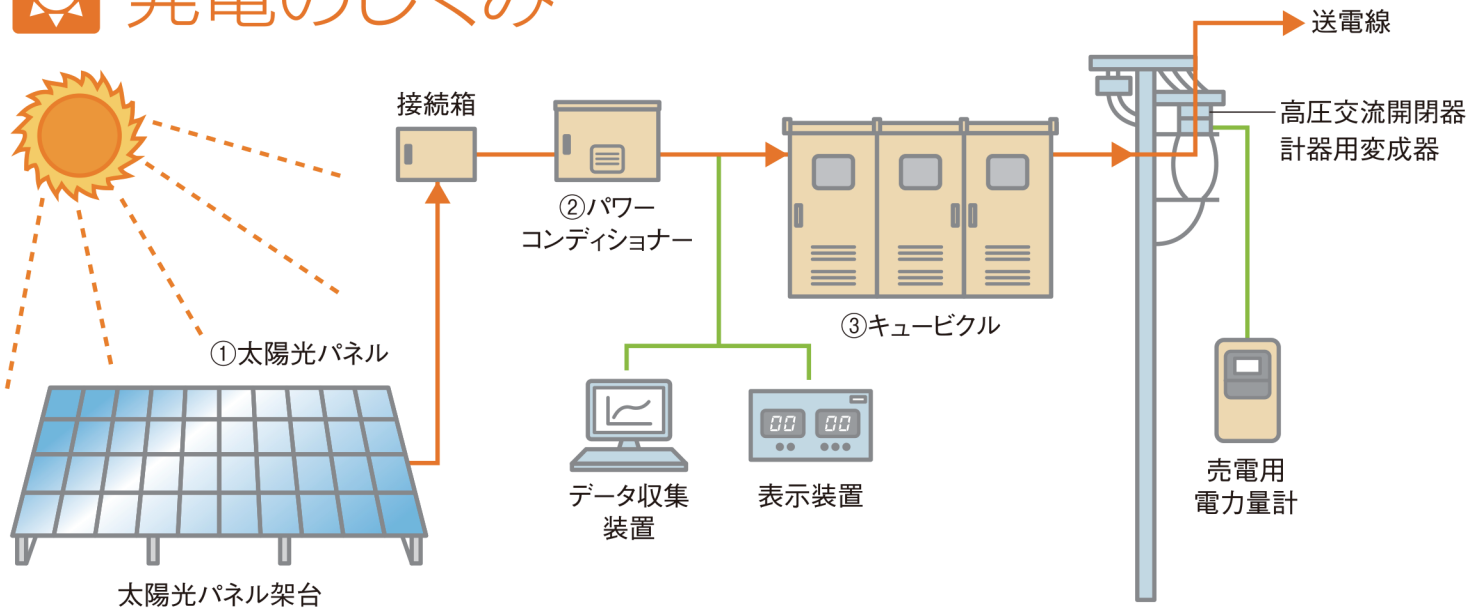 発電のしくみ
送電線
接続箱
高圧交流開閉器
計器用変成器
②パワー
コンディショナー
③キュービクル
①太陽光パネル
00 00
データ収集
装置
表示装置
売電用
電力量計
太陽光パネル架台